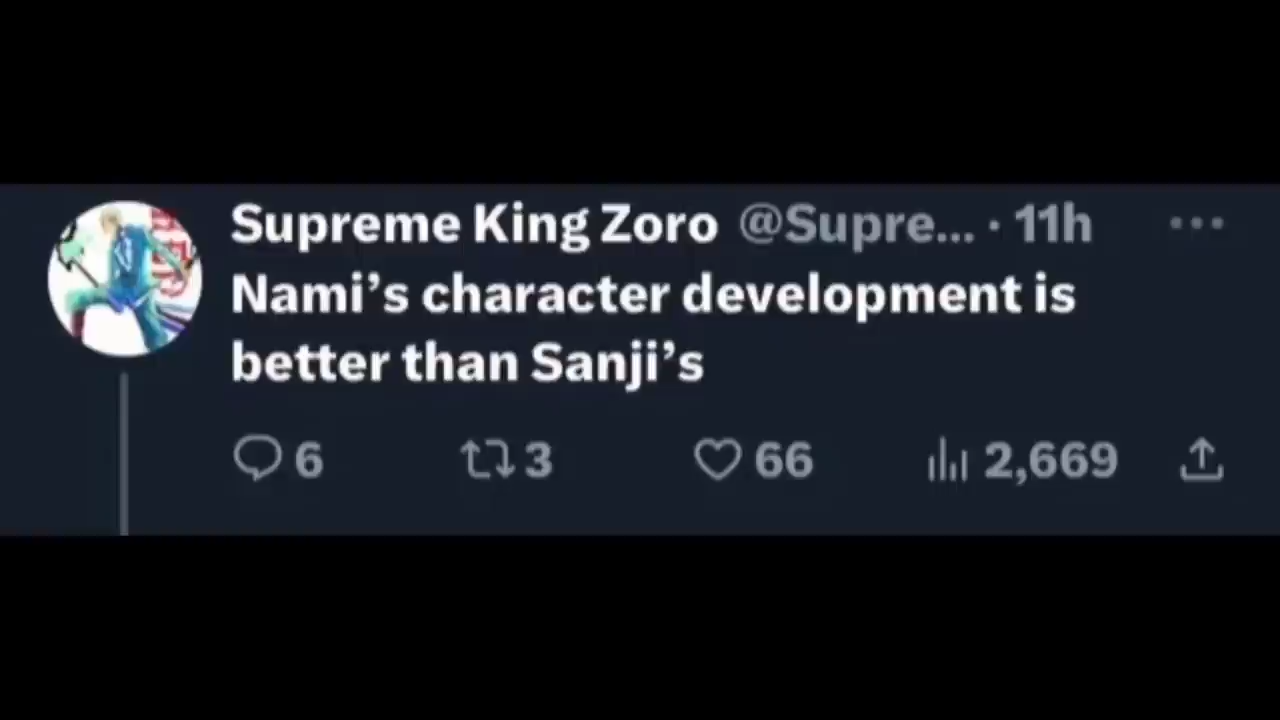 Supreme King Zoro @Supre... · 11h
Nami’s character development is
better than Sanji’s
6 3 66 2,669